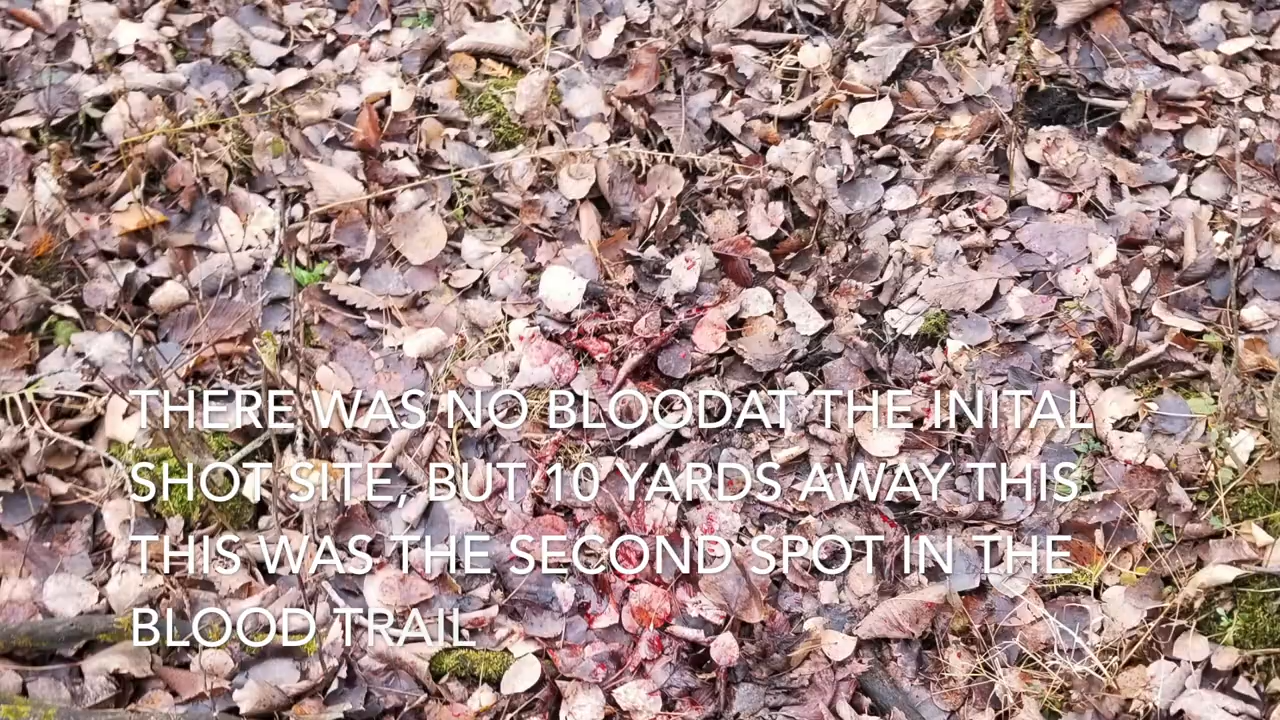 THERE WAS NO BLOODAT THE INITAL
SHOT SITE, BUT 10 YARDS AWAY THIS
THIS WAS THE SECOND SPOT IN THE
BLOOD TRAIL